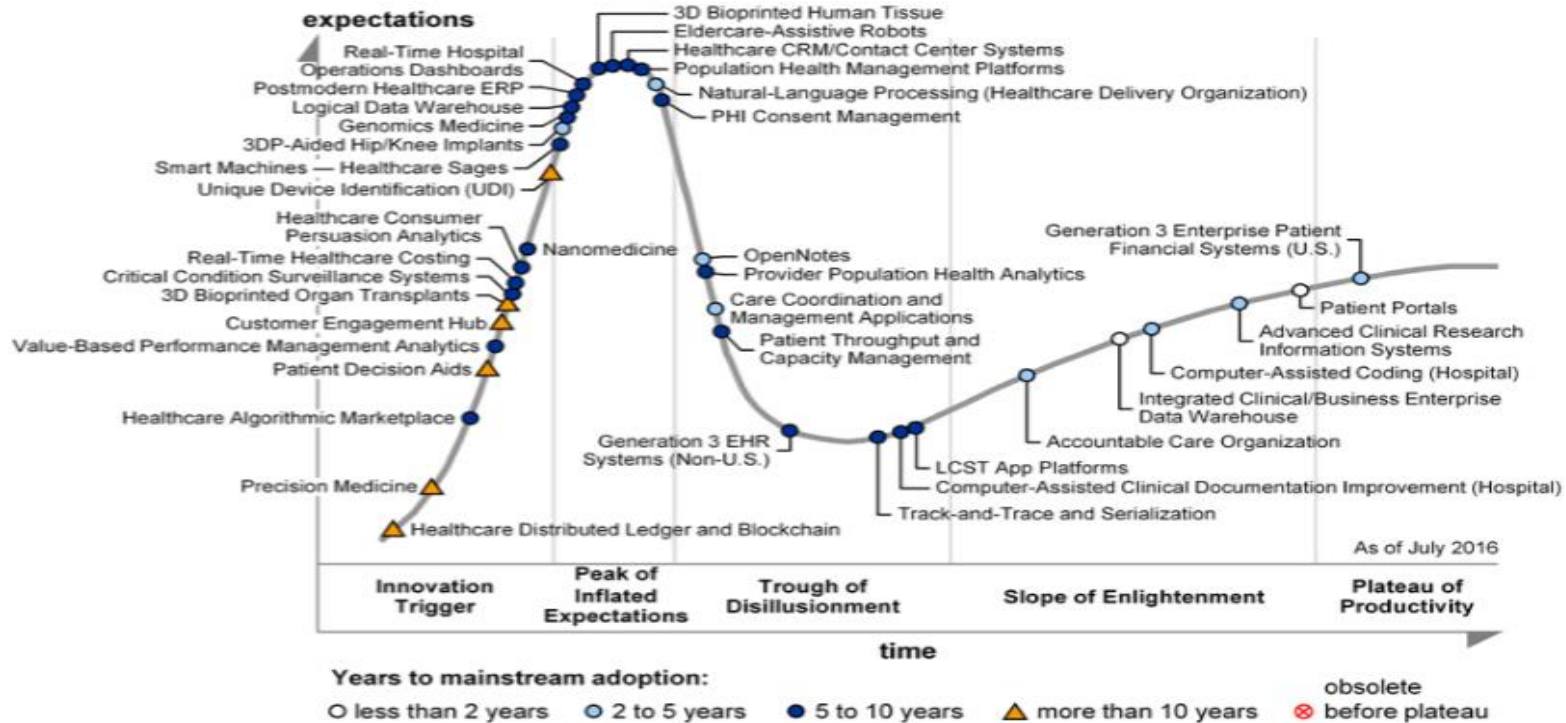 expectations
3D Bioprinted Human Tissue
Eldercare-Assistive Robots
Healthcare CRM/Contact Center Systems
Population Health Management Platforms
Natural-Language Processing (Healthcare Delivery Organization)
PHI Consent Management
Real-Time Hospital
Operations Dashboards
Postmodern Healthcare ERP
Logical Data Warehouse
Genomics Medicine
3DP-Aided Hip/Knee Implants
Smart Machines — Healthcare Sages
Unique Device Identification (UDI)
Healthcare Consumer
Persuasion Analytics
Nanomedicine
Real-Time Healthcare Costing
Critical Condition Surveillance Systems
3D Bioprinted Organ Transplants
Customer Engagement Hub
Value-Based Performance Management Analytics
Patient Decision Aids
Healthcare Algorithmic Marketplace
Precision Medicine
Healthcare Distributed Ledger and Blockchain
OpenNotes
Provider Population Health Analytics
Care Coordination and
Management Applications
Patient Throughput and
Capacity Management
Generation 3 EHR
Systems (Non-U.S.)
LCST App Platforms
Computer-Assisted Clinical Documentation Improvement (Hospital)
Track-and-Trace and Serialization
Generation 3 Enterprise Patient
Financial Systems (U.S.)
Patient Portals
Advanced Clinical Research
Information Systems
Computer-Assisted Coding (Hospital)
Integrated Clinical/Business Enterprise
Data Warehouse
Accountable Care Organization
As of July 2016
Innovation
Trigger
Peak of
Inflated
Expectations
Trough of
Disillusionment
Slope of Enlightenment
Plateau of
Productivity
time
Years to mainstream adoption:
less than 2 years
2 to 5 years
5 to 10 years
more than 10 years
obsolete
before plateau